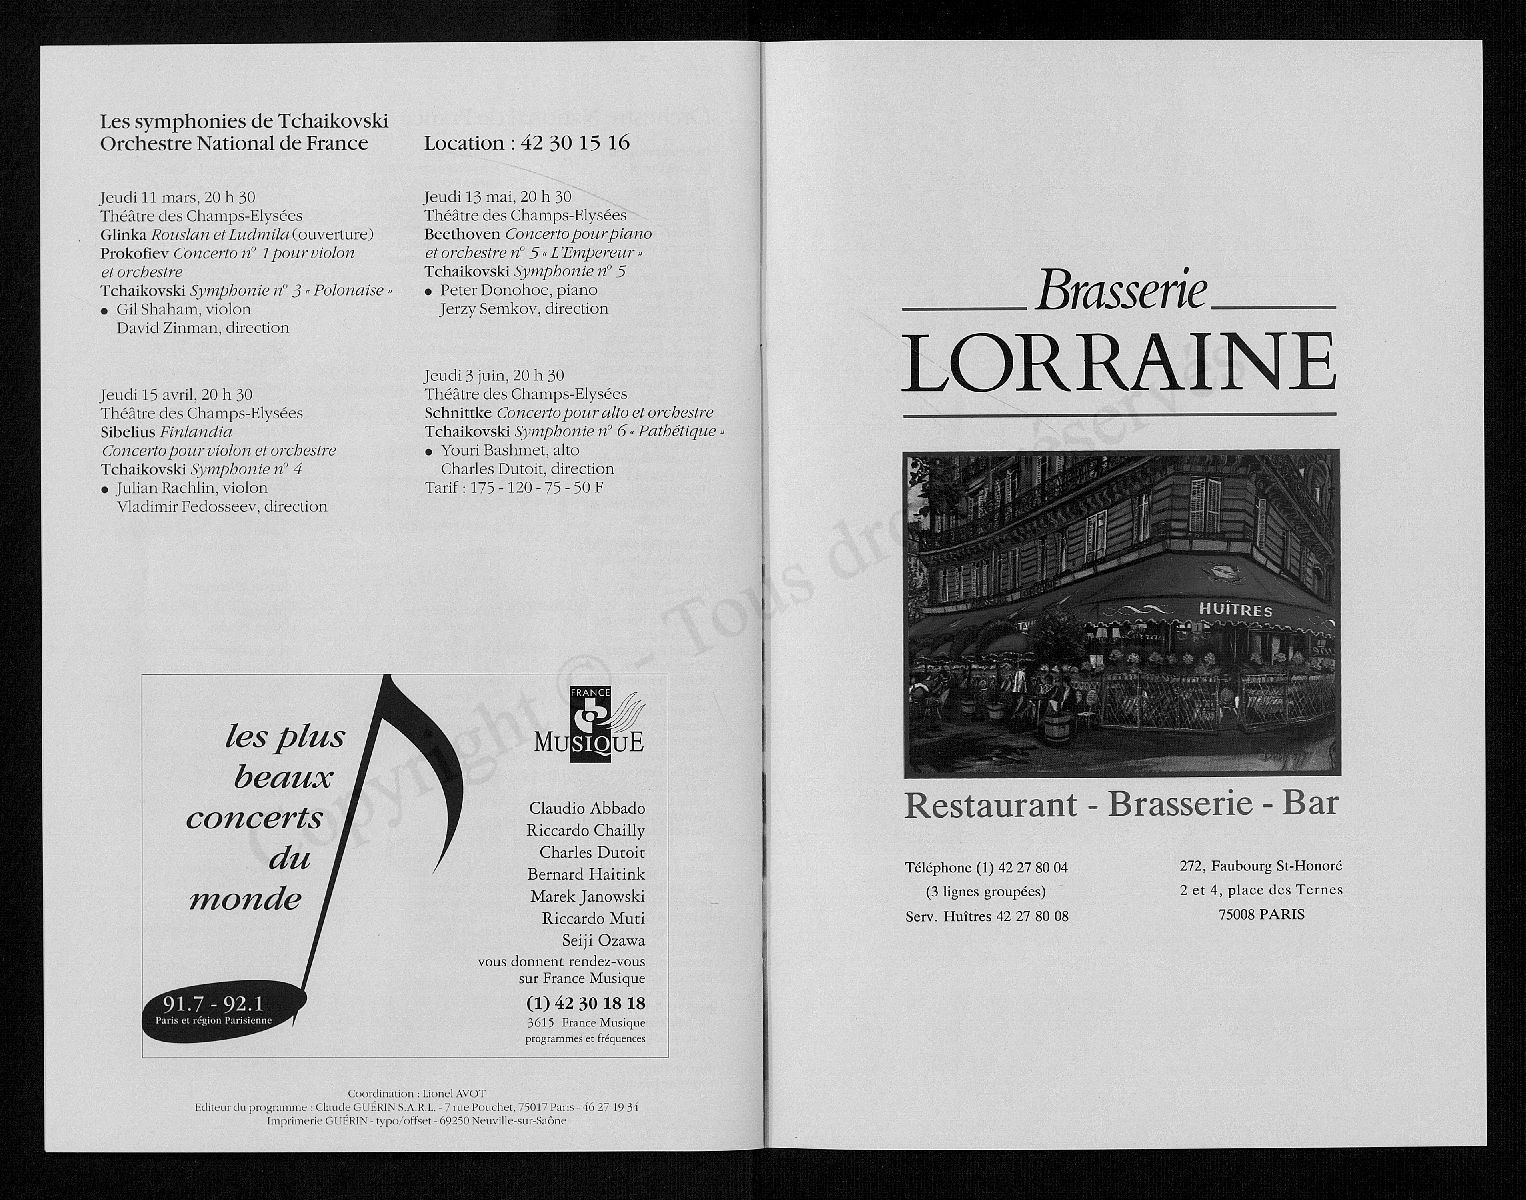 Les symphonies de Tchaikovski
Orchestre National de France
Location : 42 30 15 16
Jeudi 11 mars, 20 h 30
Théâtre des Champs-Elysées
Glinka Rouslan et Ludmila (ouverture)
Prokofiev Concerto n° 1 pour violon
et orchestre
Tchaikovski Symphonie n° 3 « Polonaise »
• Gil Shaham, violon
David Zinman, direction
Jeudi 15 avril, 20 h 30
Théâtre des Champs-Elysées
Sibelius Finlandia
Concerto pour violon et orchestre
Tchaikovski Symphonie n° 4
• Julian Rachlin, violon
Vladimir Fedosseev, direction
Jeudi 13 mai, 20 h 30
Théâtre des Champs-Elysées
Beethoven Concerto pour piano
et orchestre n° 5 « L'Empereur »
Tchaikovski Symphonie n° 5
• Peter Donohoe, piano
Jerzy Semkov, direction
Jeudi 3 juin, 20 h 30
Théâtre des Champs-Elysées
Schnittke Concerto pour alto et orchestre
Tchaikovski Symphonie n° 6 « Pathétique »
• Youri Bashmet, alto
Charles Dutoit, direction
Tarif : 175 - 120 - 75 - 50 F
les plus
beaux
concerts
du
monde
91.7 - 92.1
Paris et région Parisienne
FRANCE
MUSIQUE
Claudio Abbado
Riccardo Chailly
Charles Dutoit
Bernard Haitink
Marek Janowski
Riccardo Muti
Seiji Ozawa
vous donnent rendez-vous
sur France Musique
(1) 42 30 18 18
3615 France Musique
programmes et fréquences
Coordination : Lionel AVOT
Editeur du programme : Claude GUÉRIN S.A.R.L. - 7 rue Pouchet, 75017 Paris - 46 27 19 34
Imprimerie GUÉRIN - typo/offset - 69250 Neuville-sur-Saône
Brasserie
LORRAINE
HUÎTRES
Restaurant - Brasserie - Bar
Téléphone (1) 42 27 80 04
(3 lignes groupées)
Serv. Huîtres 42 27 80 08
272, Faubourg St-Honoré
2 et 4, place des Ternes
75008 PARIS
Copyright © - Tous droits réservés